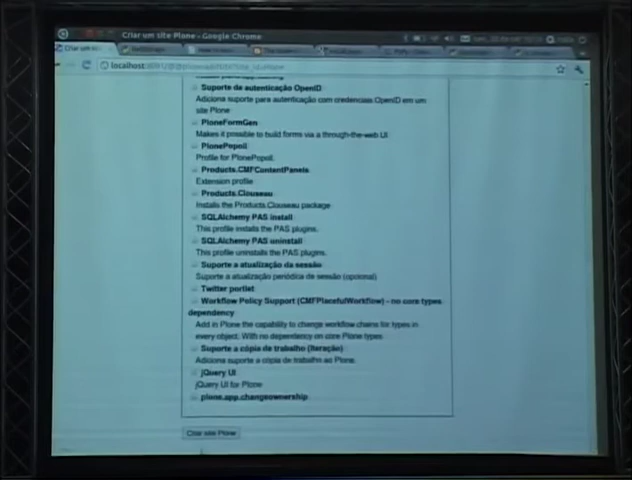 Criar um site Plone - Google Chrome
Criar um site
localhost
Suporte de autenticação OpenID
Adiciona suporte para autenticação com credenciais OpenID em um
site Plone
PloneFormGen
Makes it possible to build forms via a through-the-web UI
PlonePopoll
Profile for PlonePopoll.
Products.CMFContentPanels
Extension profile
Products.Clouseau
Installs the Products.Clouseau package
SQLAlchemy PAS install
This profile installs the PAS plugins.
SQLAlchemy PAS uninstall
This profile uninstalls the PAS plugins.
Suporte a atualização da sessão
Suporte a atualização periódica de sessão (opcional)
Twitter portlet
Workflow Policy Support (CMFPlacefulWorkflow) - no core types
dependency
Add in Plone the capability to change workflow chains for types in
every object. With no dependency on core Plone types.
Suporte a cópia de trabalho (Iteração)
Adiciona suporte a cópia de trabalho ao Plone.
jQuery UI
jQuery UI for Plone
plone.app.changeownership
Criar site Plone